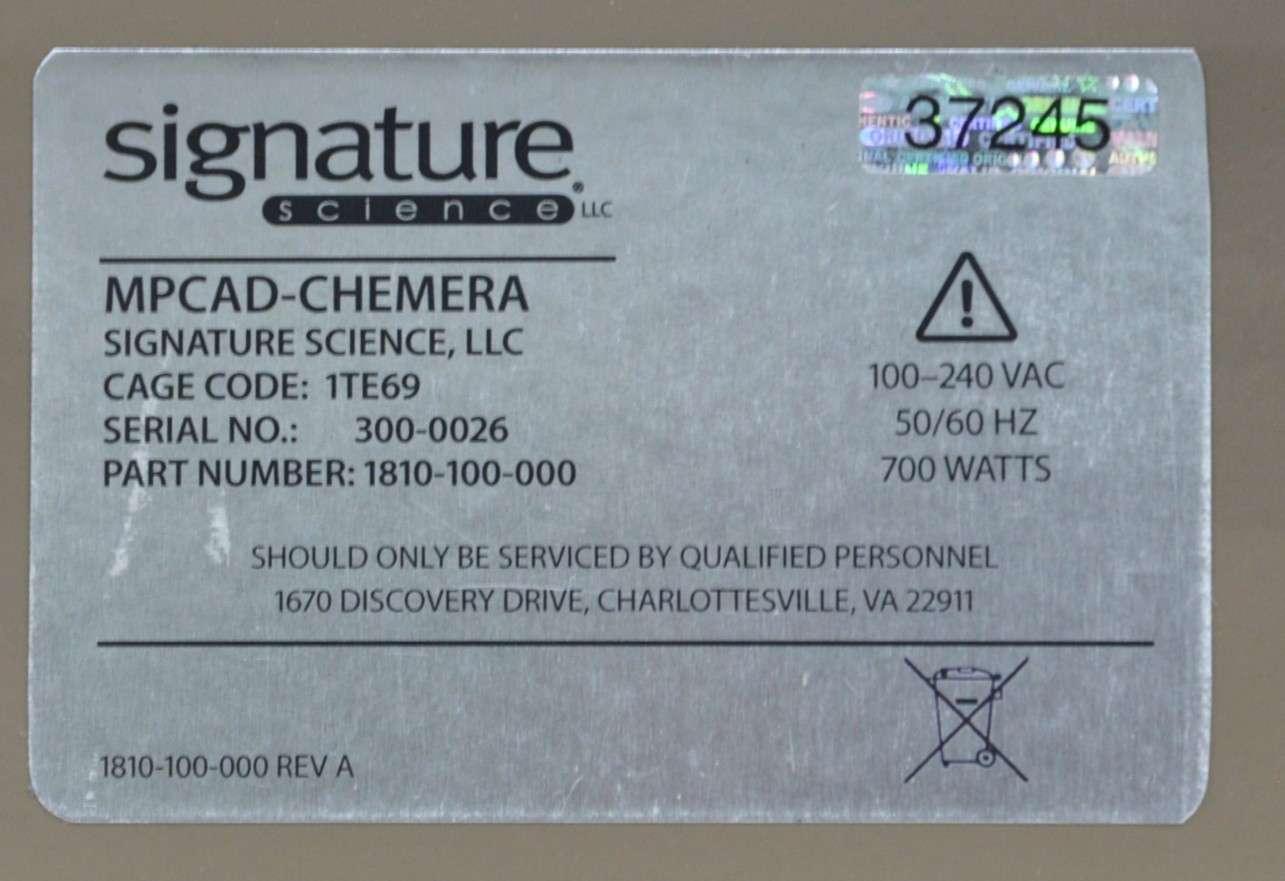 signature®
science LLC
37245
MPCAD-CHEMERA
SIGNATURE SCIENCE, LLC
CAGE CODE: 1TE69
SERIAL NO.: 300-0026
PART NUMBER: 1810-100-000
100–240 VAC
50/60 HZ
700 WATTS
SHOULD ONLY BE SERVICED BY QUALIFIED PERSONNEL
1670 DISCOVERY DRIVE, CHARLOTTESVILLE, VA 22911
1810-100-000 REV A